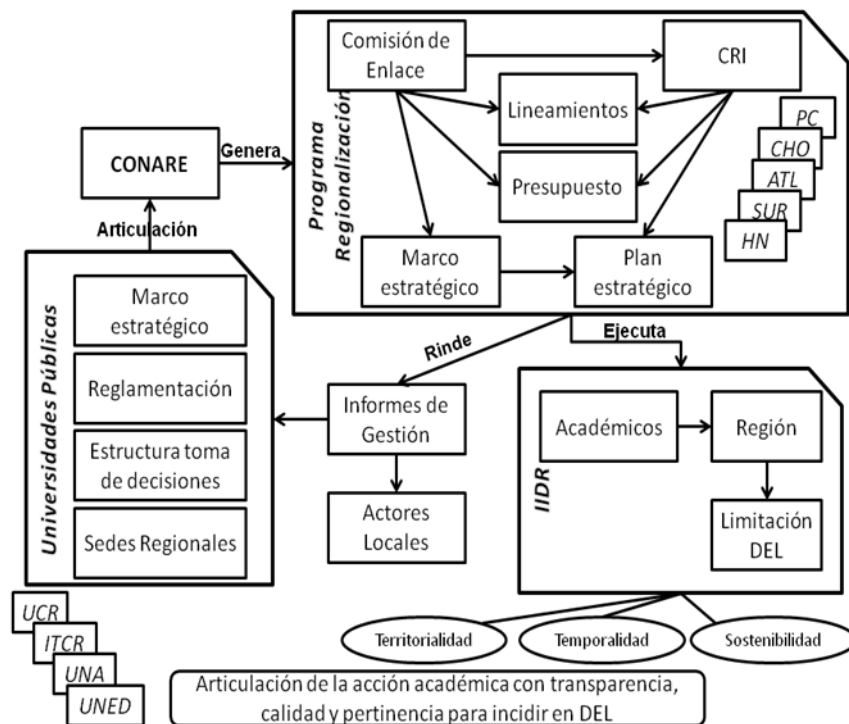 Comisión de
Enlace
CRI
Lineamientos
Presupuesto
Marco
estratégico
Plan
estratégico
Programa
Regionalización
PC
CHO
ATL
SUR
HN
CONARE
Genera
Articulación
Universidades Públicas
Marco
estratégico
Reglamentación
Estructura toma
de decisiones
Sedes Regionales
UCR
ITCR
UNA
UNED
Rinde
Ejecuta
Informes de
Gestión
Actores
Locales
IIDR
Académicos
Región
Limitación
DEL
Territorialidad
Temporalidad
Sostenibilidad
Articulación de la acción académica con transparencia,
calidad y pertinencia para incidir en DEL